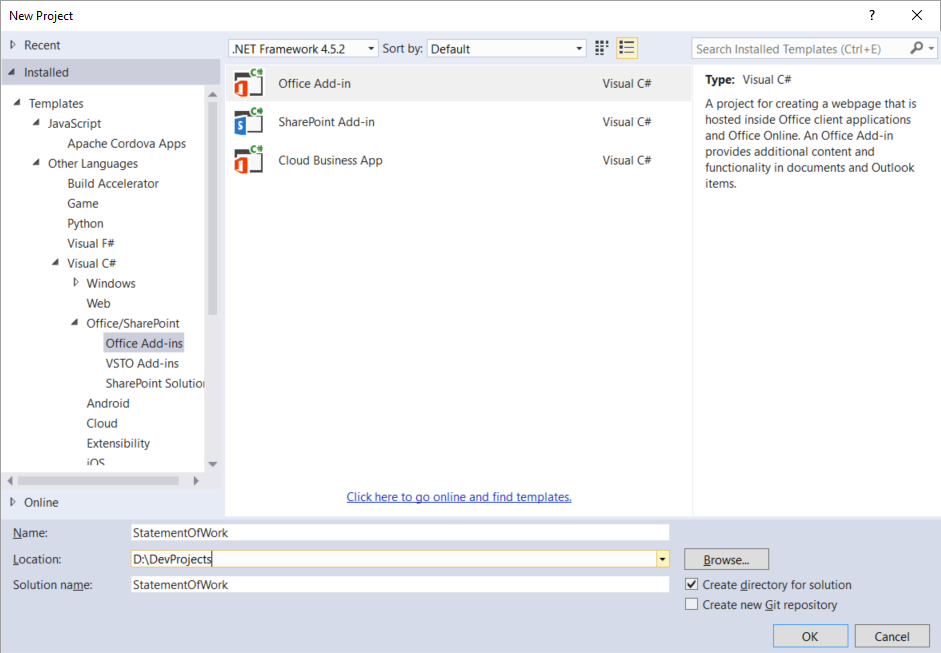 New Project
?
Recent
Installed
Templates
JavaScript
Apache Cordova Apps
Other Languages
Build Accelerator
Game
Python
Visual F#
Visual C#
Windows
Web
Office/SharePoint
Office Add-ins
VSTO Add-ins
SharePoint Solution
Android
Cloud
Extensibility
iOS
Online
.NET Framework 4.5.2
Sort by: Default
C#
Office Add-in Visual C#
C#
S
SharePoint Add-in Visual C#
C#
Cloud Business App Visual C#
Click here to go online and find templates.
Search Installed Templates (Ctrl+E)
Type: Visual C#
A project for creating a webpage that is
hosted inside Office client applications
and Office Online. An Office Add-in
provides additional content and
functionality in documents and Outlook
items.
Name: StatementOfWork
Location: D:\DevProjects
Browse...
Solution name: StatementOfWork
Create directory for solution
Create new Git repository
OK Cancel